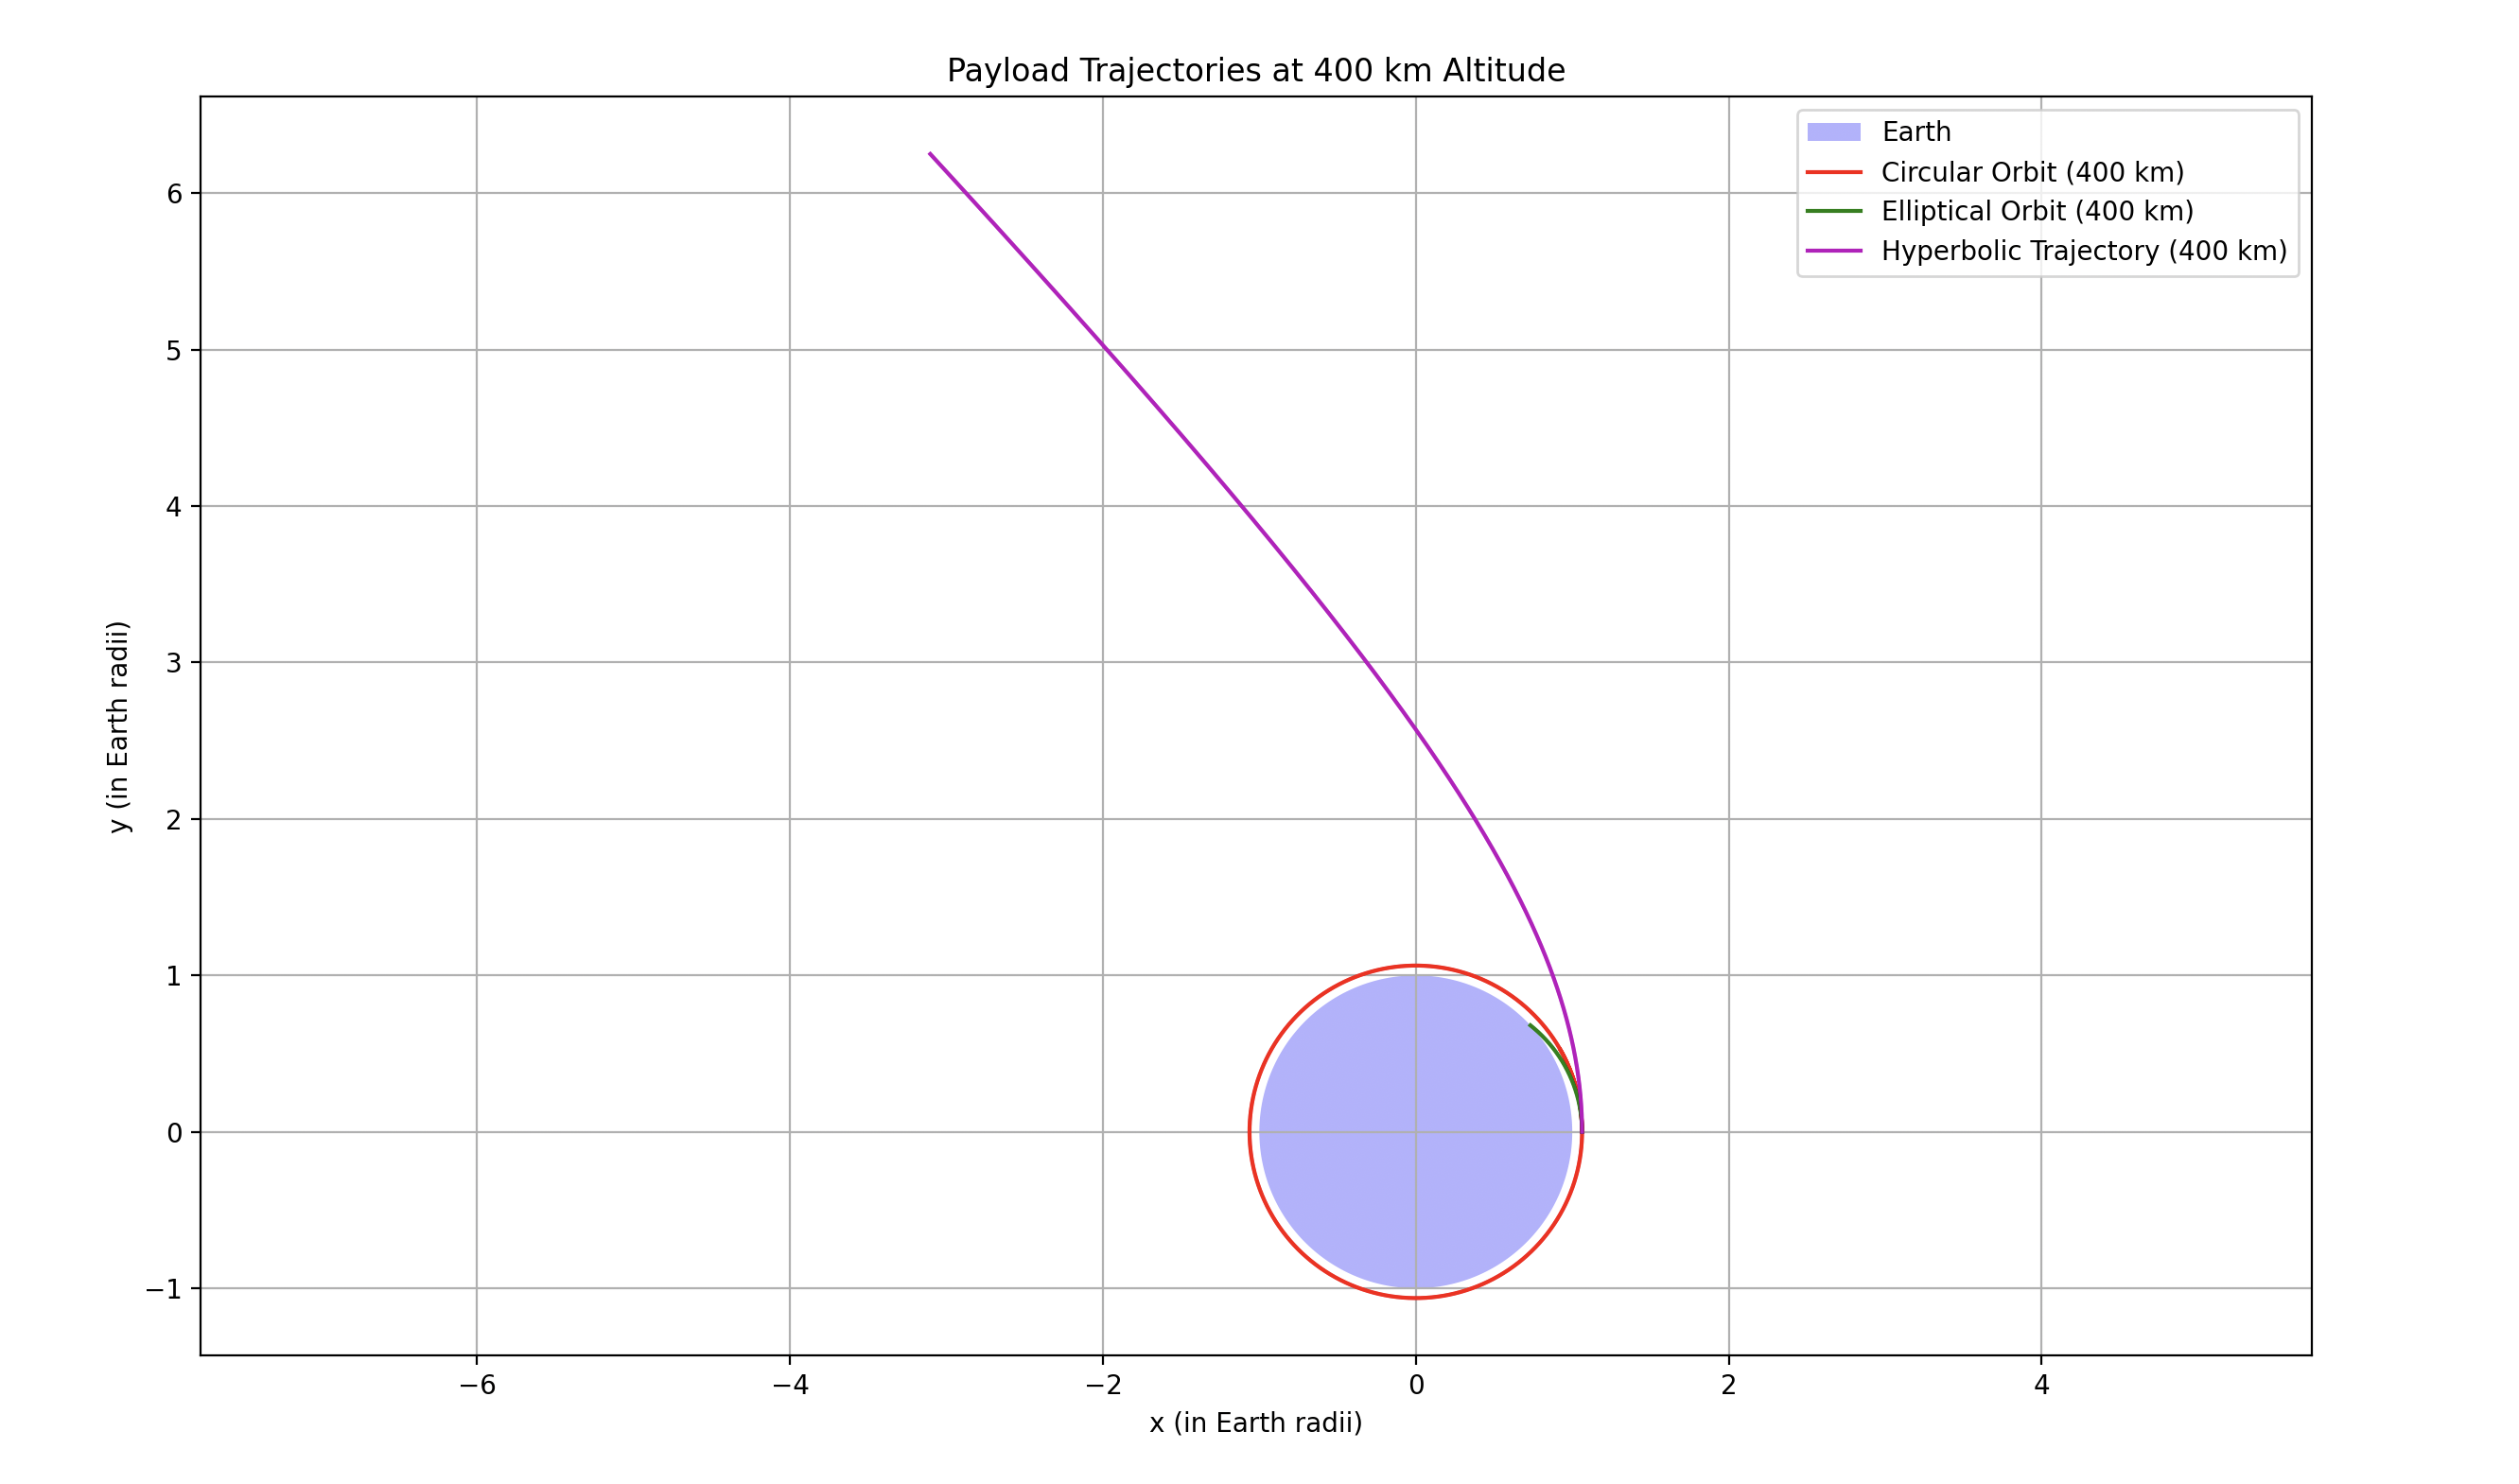 Payload Trajectories at 400 km Altitude
Earth
Circular Orbit (400 km)
Elliptical Orbit (400 km)
Hyperbolic Trajectory (400 km)
y (in Earth radii)
6
5
4
3
2
1
0
−1
−6
−4
−2
0
2
4
x (in Earth radii)